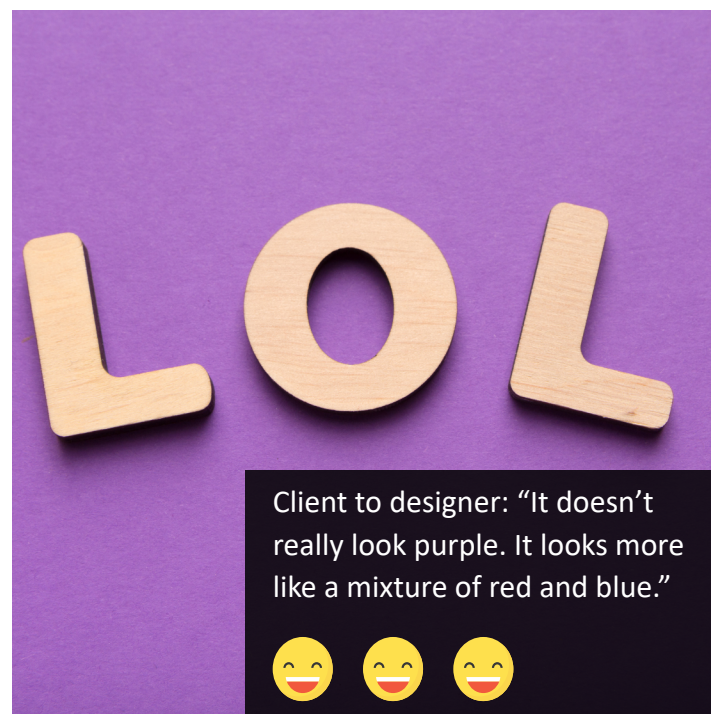 LOL
Client to designer: “It doesn’t
really look purple. It looks more
like a mixture of red and blue.”